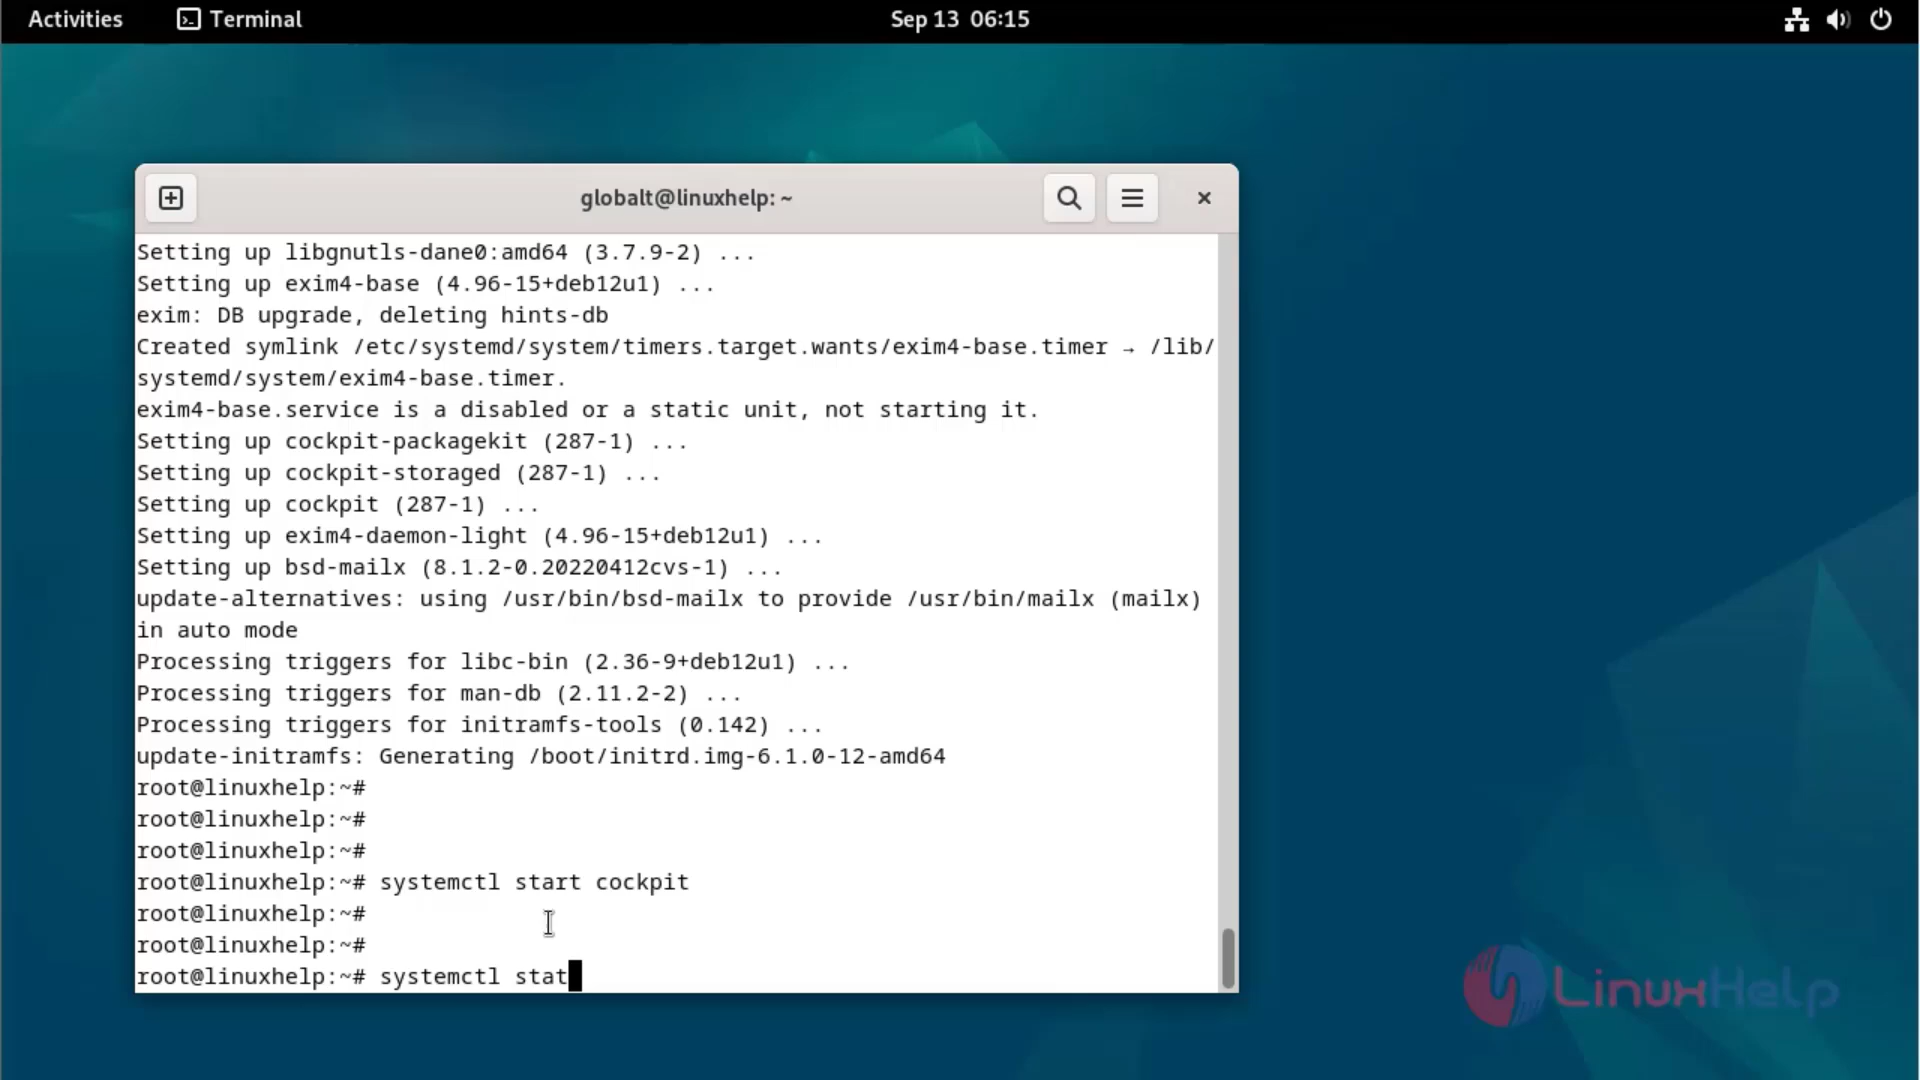 Activities Terminal Sep 13 06:15
globalt@linuxhelp: ~
Setting up libgnutls-dane0:amd64 (3.7.9-2) ...
Setting up exim4-base (4.96-15+deb12u1) ...
exim: DB upgrade, deleting hints-db
Created symlink /etc/systemd/system/timers.target.wants/exim4-base.timer → /lib/
systemd/system/exim4-base.timer.
exim4-base.service is a disabled or a static unit, not starting it.
Setting up cockpit-packagekit (287-1) ...
Setting up cockpit-storaged (287-1) ...
Setting up cockpit (287-1) ...
Setting up exim4-daemon-light (4.96-15+deb12u1) ...
Setting up bsd-mailx (8.1.2-0.20220412cvs-1) ...
update-alternatives: using /usr/bin/bsd-mailx to provide /usr/bin/mailx (mailx)
in auto mode
Processing triggers for libc-bin (2.36-9+deb12u1) ...
Processing triggers for man-db (2.11.2-2) ...
Processing triggers for initramfs-tools (0.142) ...
update-initramfs: Generating /boot/initrd.img-6.1.0-12-amd64
root@linuxhelp:~#
root@linuxhelp:~#
root@linuxhelp:~#
root@linuxhelp:~# systemctl start cockpit
root@linuxhelp:~#
root@linuxhelp:~#
root@linuxhelp:~# systemctl stat
LinuxHelp